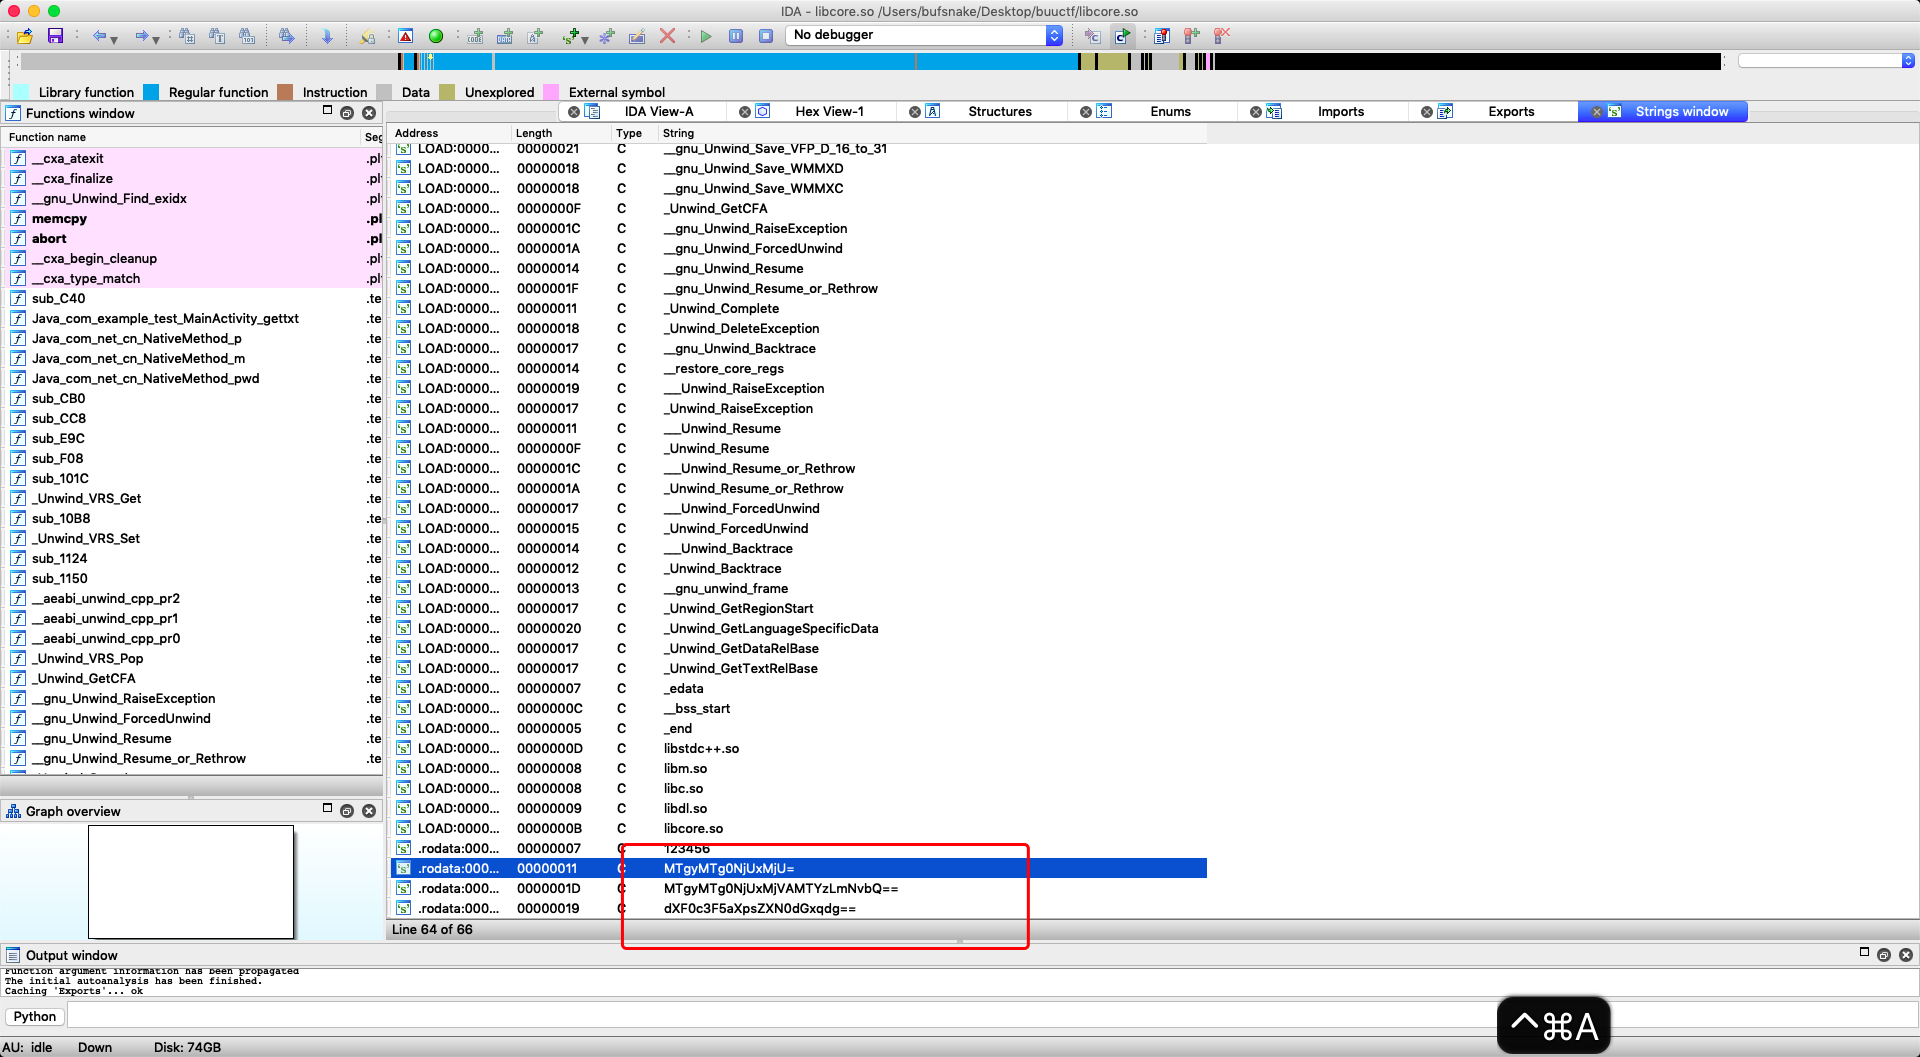 IDA - libcore.so /Users/bufsnake/Desktop/buuctf/libcore.so
No debugger
Library function Regular function Instruction Data Unexplored External symbol
Functions window
IDA View-A Hex View-1 Structures Enums Imports Exports Strings window
Function name Seg
__cxa_atexit .pl
__cxa_finalize .pl
__gnu_Unwind_Find_exidx .pl
memcpy .pl
abort .pl
__cxa_begin_cleanup .pl
__cxa_type_match .pl
sub_C40 .te
Java_com_example_test_MainActivity_gettxt .te
Java_com_net_cn_NativeMethod_p .te
Java_com_net_cn_NativeMethod_m .te
Java_com_net_cn_NativeMethod_pwd .te
sub_CB0 .te
sub_CC8 .te
sub_E9C .te
sub_F08 .te
sub_101C .te
_Unwind_VRS_Get .te
sub_10B8 .te
_Unwind_VRS_Set .te
sub_1124 .te
sub_1150 .te
__aeabi_unwind_cpp_pr2 .te
__aeabi_unwind_cpp_pr1 .te
__aeabi_unwind_cpp_pr0 .te
_Unwind_VRS_Pop .te
_Unwind_GetCFA .te
__gnu_Unwind_RaiseException .te
__gnu_Unwind_ForcedUnwind .te
__gnu_Unwind_Resume .te
__gnu_Unwind_Resume_or_Rethrow .te
Address Length Type String
LOAD:0000... 00000021 C __gnu_Unwind_Save_VFP_D_16_to_31
LOAD:0000... 00000018 C __gnu_Unwind_Save_WMMXD
LOAD:0000... 00000018 C __gnu_Unwind_Save_WMMXC
LOAD:0000... 0000000F C _Unwind_GetCFA
LOAD:0000... 0000001C C __gnu_Unwind_RaiseException
LOAD:0000... 0000001A C __gnu_Unwind_ForcedUnwind
LOAD:0000... 00000014 C __gnu_Unwind_Resume
LOAD:0000... 0000001F C __gnu_Unwind_Resume_or_Rethrow
LOAD:0000... 00000011 C _Unwind_Complete
LOAD:0000... 00000018 C _Unwind_DeleteException
LOAD:0000... 00000017 C __gnu_Unwind_Backtrace
LOAD:0000... 00000014 C __restore_core_regs
LOAD:0000... 00000019 C ___Unwind_RaiseException
LOAD:0000... 00000017 C _Unwind_RaiseException
LOAD:0000... 00000011 C ___Unwind_Resume
LOAD:0000... 0000000F C _Unwind_Resume
LOAD:0000... 0000001C C ___Unwind_Resume_or_Rethrow
LOAD:0000... 0000001A C _Unwind_Resume_or_Rethrow
LOAD:0000... 00000017 C ___Unwind_ForcedUnwind
LOAD:0000... 00000015 C _Unwind_ForcedUnwind
LOAD:0000... 00000014 C ___Unwind_Backtrace
LOAD:0000... 00000012 C _Unwind_Backtrace
LOAD:0000... 00000013 C __gnu_unwind_frame
LOAD:0000... 00000017 C _Unwind_GetRegionStart
LOAD:0000... 00000020 C _Unwind_GetLanguageSpecificData
LOAD:0000... 00000017 C _Unwind_GetDataRelBase
LOAD:0000... 00000017 C _Unwind_GetTextRelBase
LOAD:0000... 00000007 C _edata
LOAD:0000... 0000000C C __bss_start
LOAD:0000... 00000005 C _end
LOAD:0000... 0000000D C libstdc++.so
LOAD:0000... 00000008 C libm.so
LOAD:0000... 00000008 C libc.so
LOAD:0000... 00000009 C libdl.so
LOAD:0000... 0000000B C libcore.so
.rodata:000... 00000007 C 123456
.rodata:000... 00000011 C MTgyMTg0NjUxMjU=
.rodata:000... 0000001D C MTgyMTg0NjUxMjVAMTYzLmNvbQ==
.rodata:000... 00000019 C dXF0c3F5aXpsZXN0dGxqdg==
Line 64 of 66
Graph overview
Output window
Function argument information has been propagated
The initial autoanalysis has been finished.
Caching 'Exports'... ok
Python
^⌘A
AU: idle Down Disk: 74GB